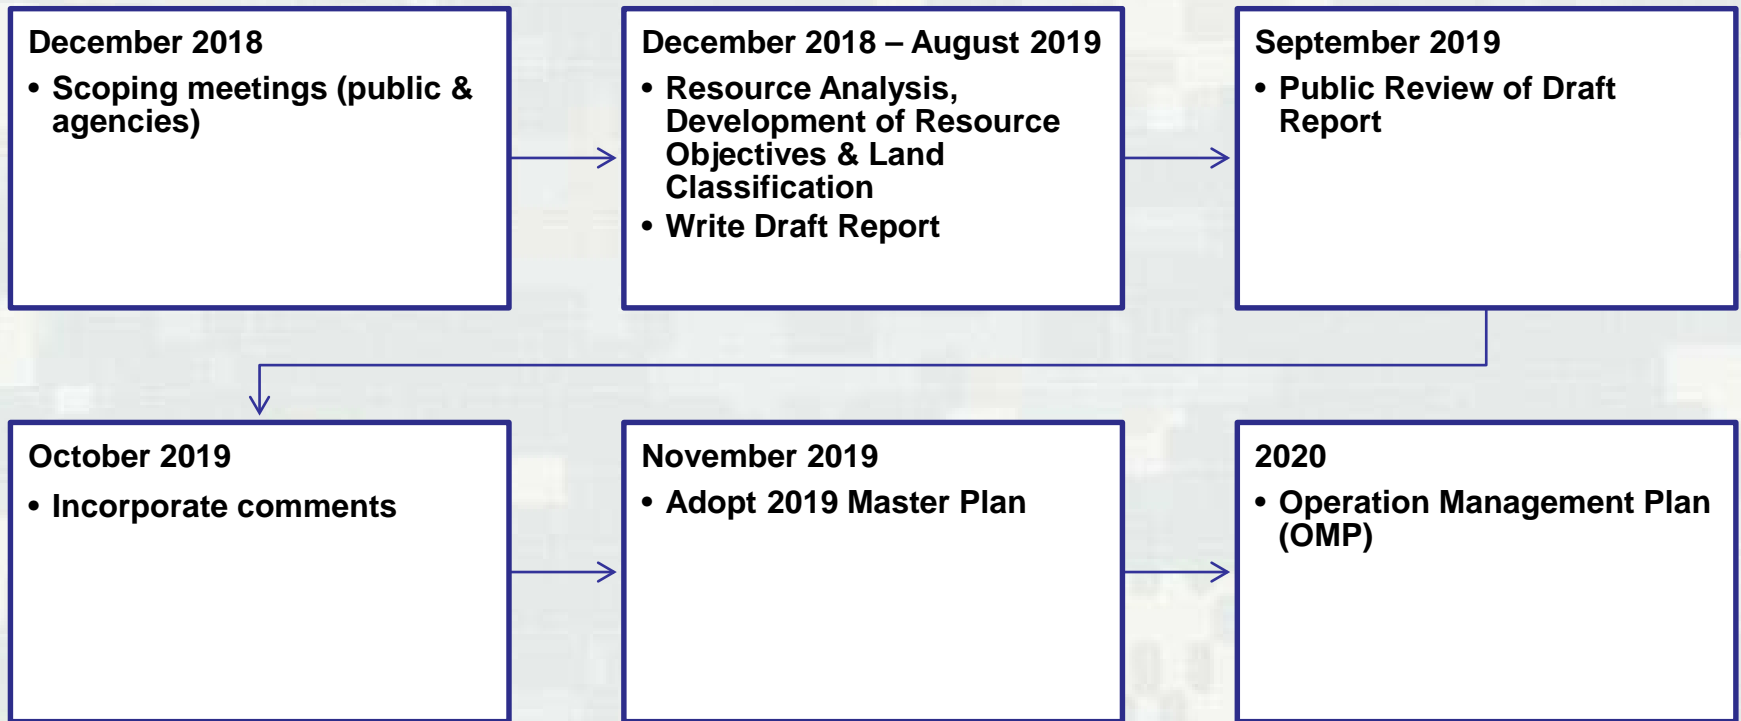 December 2018
• Scoping meetings (public &
agencies)
December 2018 – August 2019
• Resource Analysis,
Development of Resource
Objectives & Land
Classification
• Write Draft Report
September 2019
• Public Review of Draft
Report
October 2019
• Incorporate comments
November 2019
• Adopt 2019 Master Plan
2020
• Operation Management Plan
(OMP)